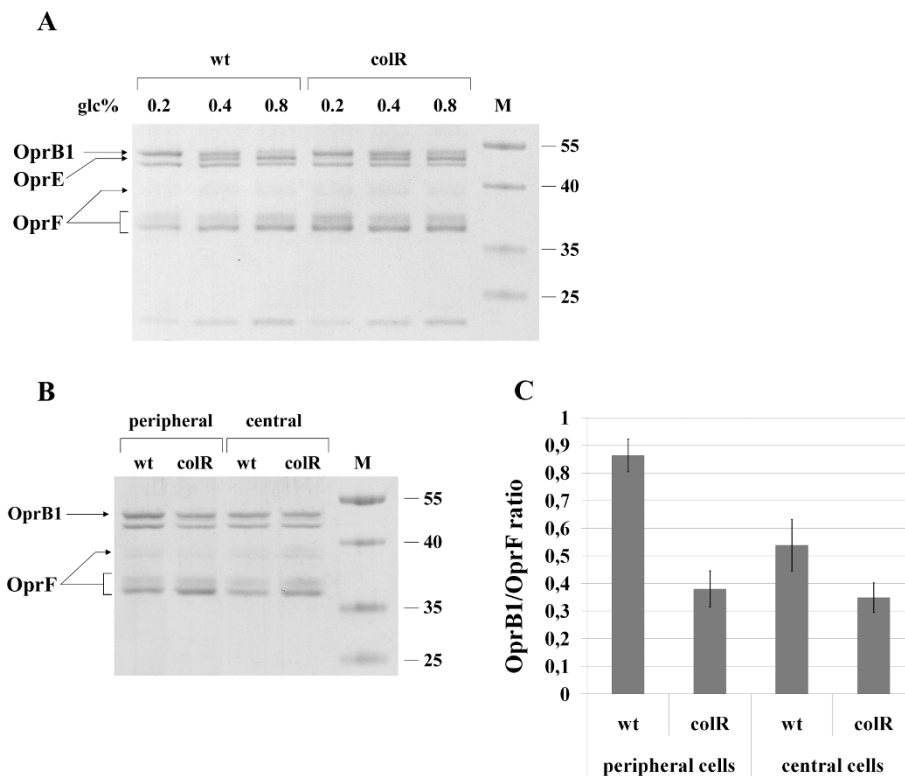 A
wt colR
glc% 0.2 0.4 0.8 0.2 0.4 0.8 M
OprB1
OprE
OprF
55
40
35
25
B
peripheral central
wt colR wt colR M
OprB1
OprF
55
40
35
25
C
OprB1/OprF ratio
1
0,9
0,8
0,7
0,6
0,5
0,4
0,3
0,2
0,1
0
wt colR wt colR
peripheral cells central cells